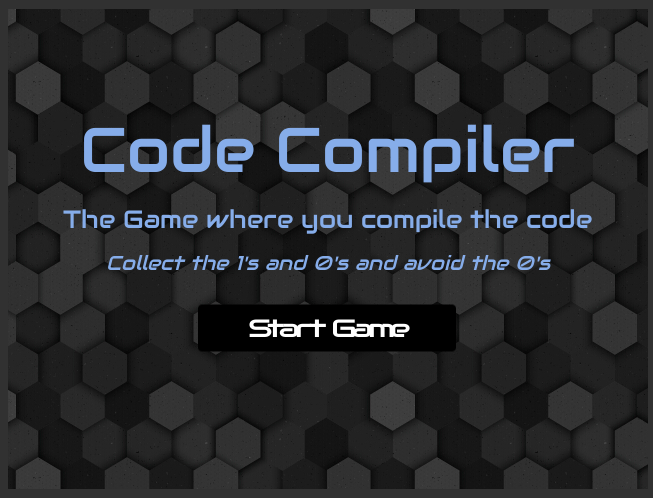 Code Compiler
The Game where you compile the code
Collect the 1's and 0's and avoid the 0's
Start Game